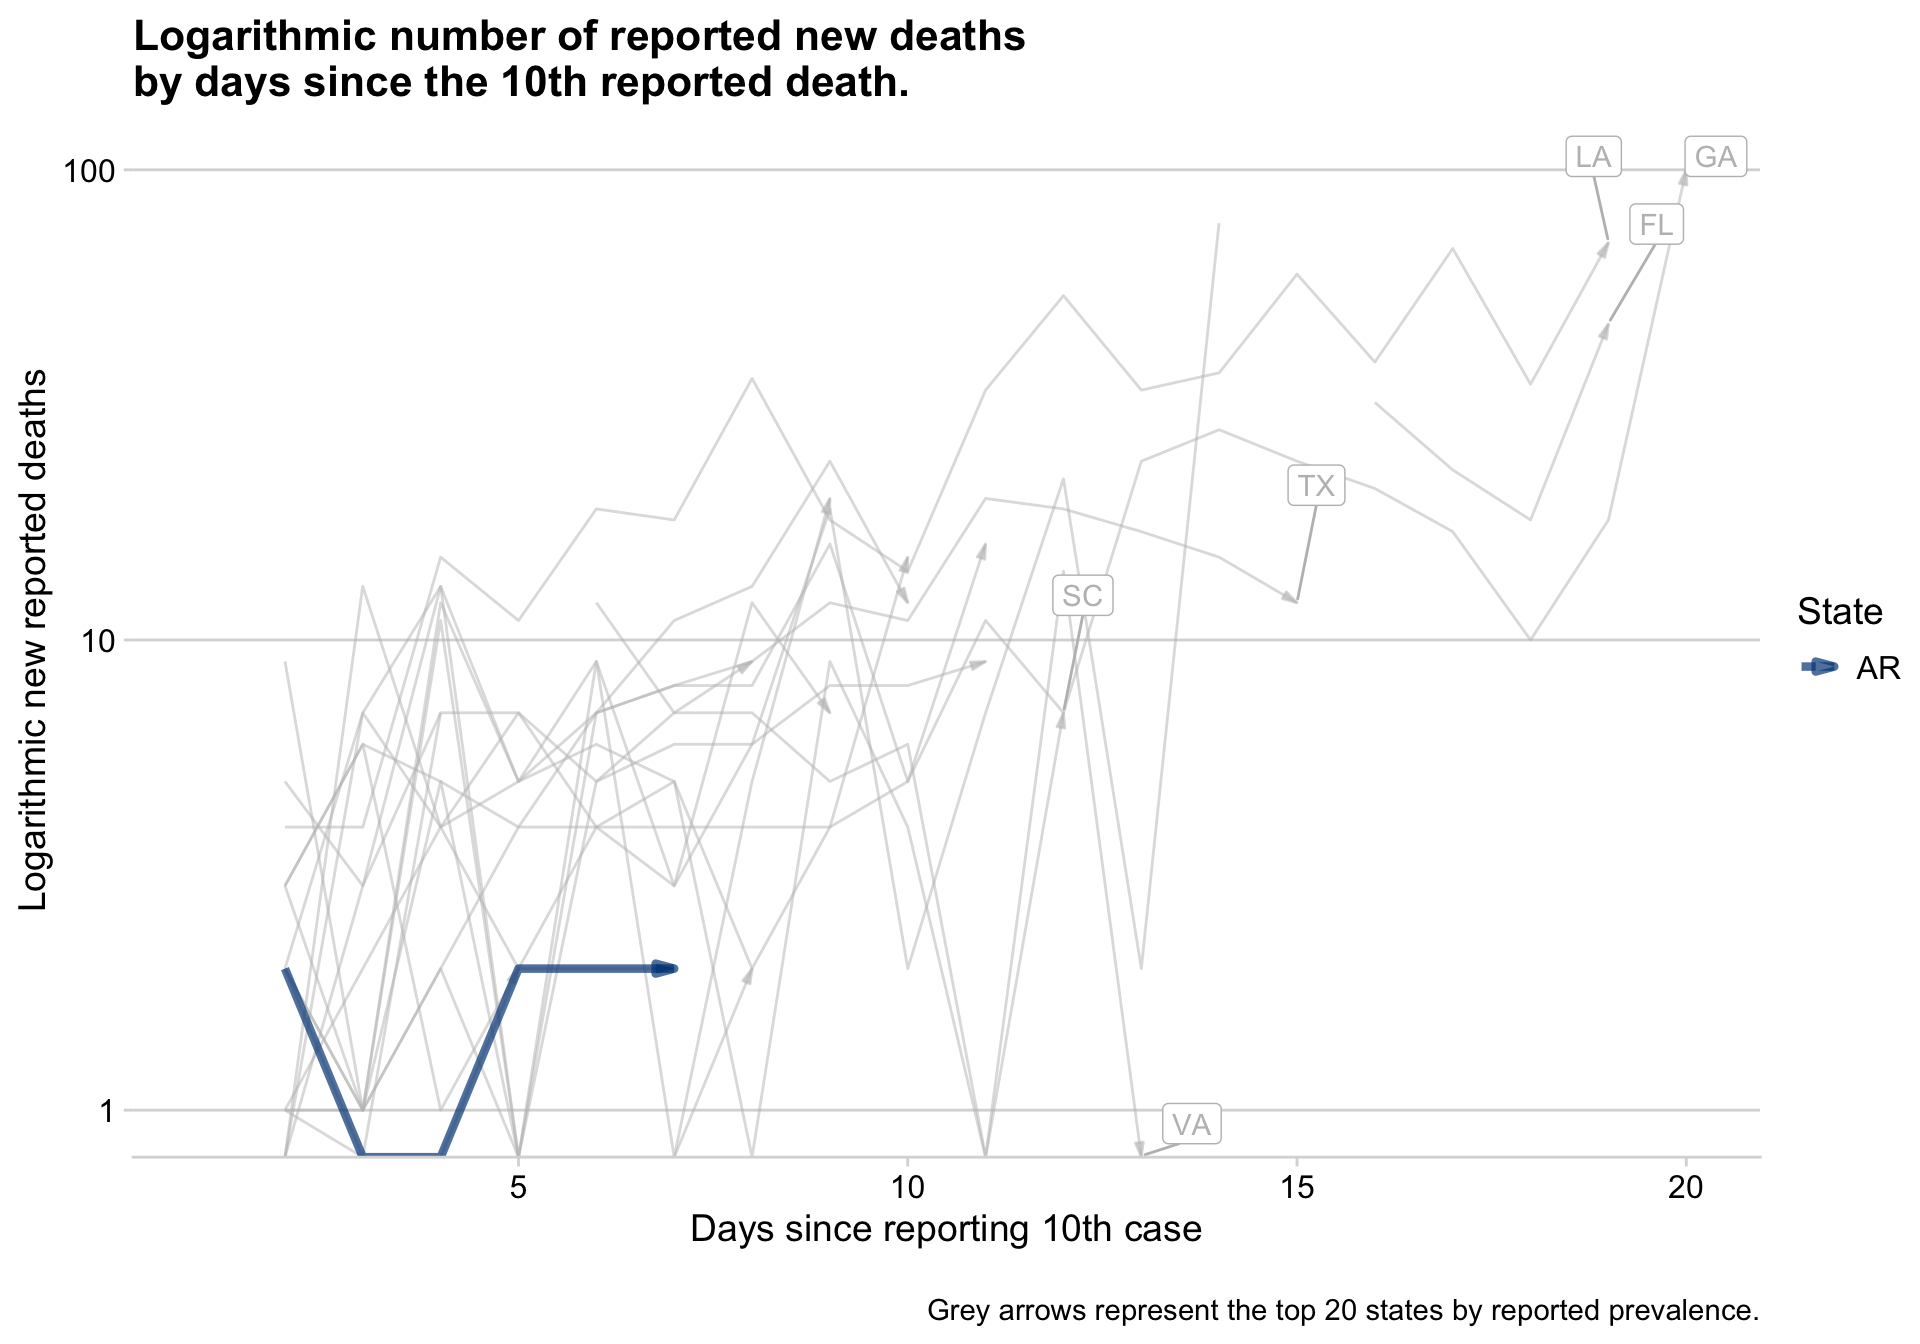 Logarithmic number of reported new deaths
by days since the 10th reported death.
100
10
1
Logarithmic new reported deaths
LA
GA
FL
TX
SC
VA
5
10
15
20
Days since reporting 10th case
State
AR
Grey arrows represent the top 20 states by reported prevalence.